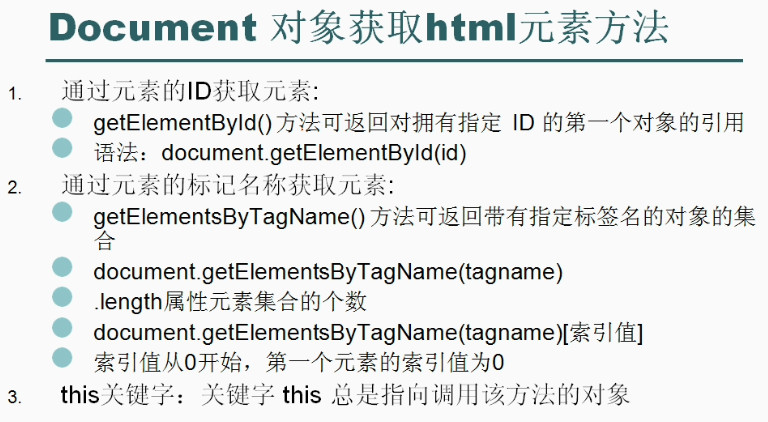 Document 对象获取html元素方法
1. 通过元素的ID获取元素:
getElementById() 方法可返回对拥有指定 ID 的第一个对象的引用
语法：document.getElementById(id)
2. 通过元素的标记名称获取元素:
getElementsByTagName() 方法可返回带有指定标签名的对象的集
合
document.getElementsByTagName(tagname)
.length属性元素集合的个数
document.getElementsByTagName(tagname)[索引值]
索引值从0开始，第一个元素的索引值为0
3. this关键字：关键字 this 总是指向调用该方法的对象